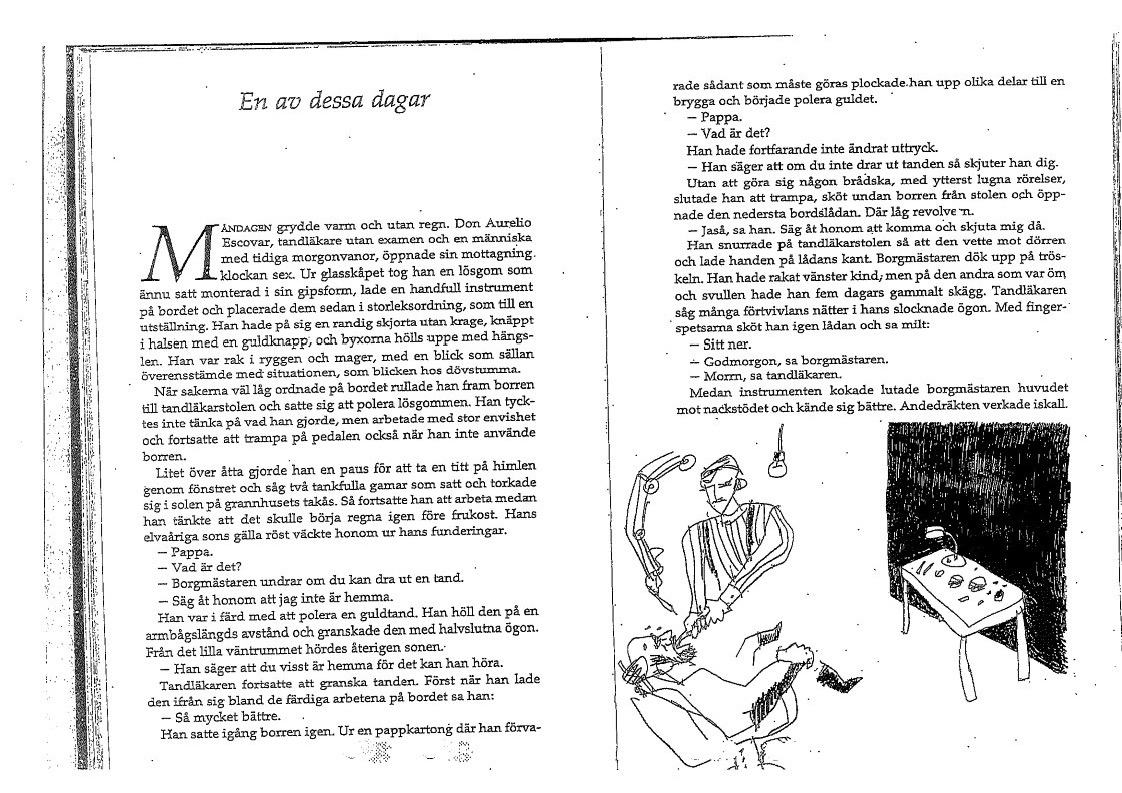 En av dessa dagar
MÅNDAGEN grydde varm och utan regn. Don Aurelio
Escovar, tandläkare utan examen och en människa
med tidiga morgonvanor, öppnade sin mottagning
klockan sex. Ur glasskåpet tog han en lösgom som
ännu satt monterad i sin gipsform, lade en handfull instrument
på bordet och placerade dem sedan i storleksordning, som till en
utställning. Han hade på sig en randig skjorta utan krage, knäppt
i halsen med en guldknapp, och byxorna hölls uppe med hängs-
len. Han var rak i ryggen och mager, med en blick som sällan
överensstämde med situationen, som blicken hos dövstumma.
När sakerna väl låg ordnade på bordet rullade han fram borren
till tandläkarstolen och satte sig att polera lösgommen. Han tyck-
tes inte tänka på vad han gjorde, men arbetade med stor envishet
och fortsatte att trampa på pedalen också när han inte använde
borren.
Litet över åtta gjorde han en paus för att ta en titt på himlen
genom fönstret och såg två tankfulla gamar som satt och torkade
sig i solen på grannhusets takås. Så fortsatte han att arbeta medan
han tänkte att det skulle börja regna igen före frukost. Hans
elvaåriga sons gälla röst väckte honom ur hans funderingar.
– Pappa.
– Vad är det?
– Borgmästaren undrar om du kan dra ut en tand.
– Säg åt honom att jag inte är hemma.
Han var i färd med att polera en guldtand. Han höll den på en
armbågslängds avstånd och granskade den med halvslutna ögon.
Från det lilla väntrummet hördes återigen sonen.
– Han säger att du visst är hemma för det kan han höra.
Tandläkaren fortsatte att granska tanden. Först när han lade
den ifrån sig bland de färdiga arbetena på bordet sa han:
– Så mycket bättre.
Han satte igång borren igen. Ur en pappkartong där han förva-
rade sådant som måste göras plockade han upp olika delar till en
brygga och började polera guldet.
– Pappa.
– Vad är det?
Han hade fortfarande inte ändrat uttryck.
– Han säger att om du inte drar ut tanden så skjuter han dig.
Utan att göra sig någon brådska, med ytterst lugna rörelser,
slutade han att trampa, sköt undan borren från stolen och öpp-
nade den nedersta bordslådan. Där låg revolvern.
– Jaså, sa han. Säg åt honom att komma och skjuta mig då.
Han snurrade på tandläkarstolen så att den vette mot dörren
och lade handen på lådans kant. Borgmästaren dök upp på trös-
keln. Han hade rakat vänster kind, men på den andra som var öm
och svullen hade han fem dagars gammalt skägg. Tandläkaren
såg många förtvivlans nätter i hans slocknade ögon. Med finger-
spetsarna sköt han igen lådan och sa milt:
– Sitt ner.
– Godmorgon, sa borgmästaren.
– Morrn, sa tandläkaren.
Medan instrumenten kokade lutade borgmästaren huvudet
mot nackstödet och kände sig bättre. Andedräkten verkade iskall.